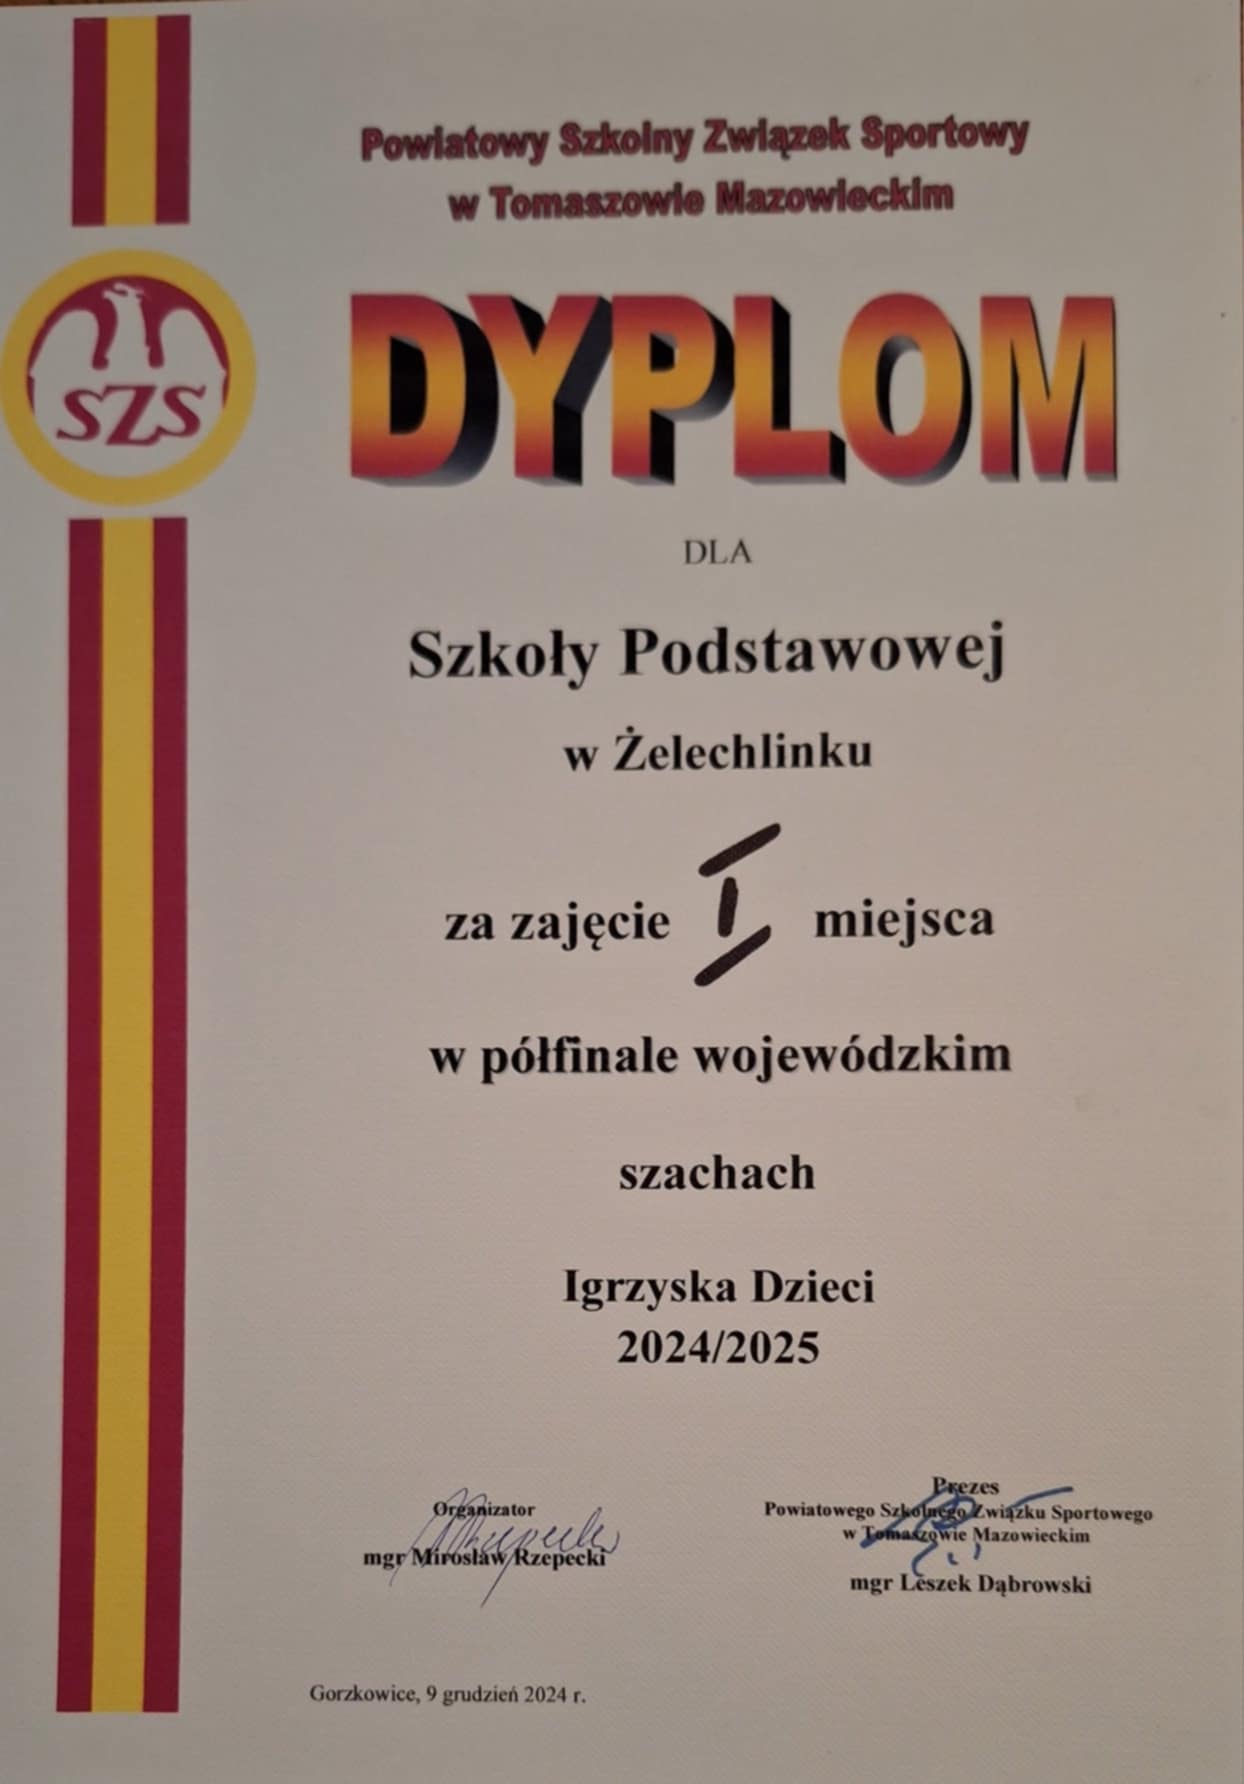 Powiatowy Szkolny Związek Sportowy
w Tomaszowie Mazowieckim
SZS
DYPLOM
DLA
Szkoły Podstawowej
w Żelechlinku
za zajęcie I miejsca
w półfinale wojewódzkim
szachach
Igrzyska Dzieci
2024/2025
Organizator
mgr Mirosław Rzepecki
Prezes
Powiatowego Szkolnego Związku Sportowego
w Tomaszowie Mazowieckim
mgr Leszek Dąbrowski
Gorzkowice, 9 grudzień 2024 r.